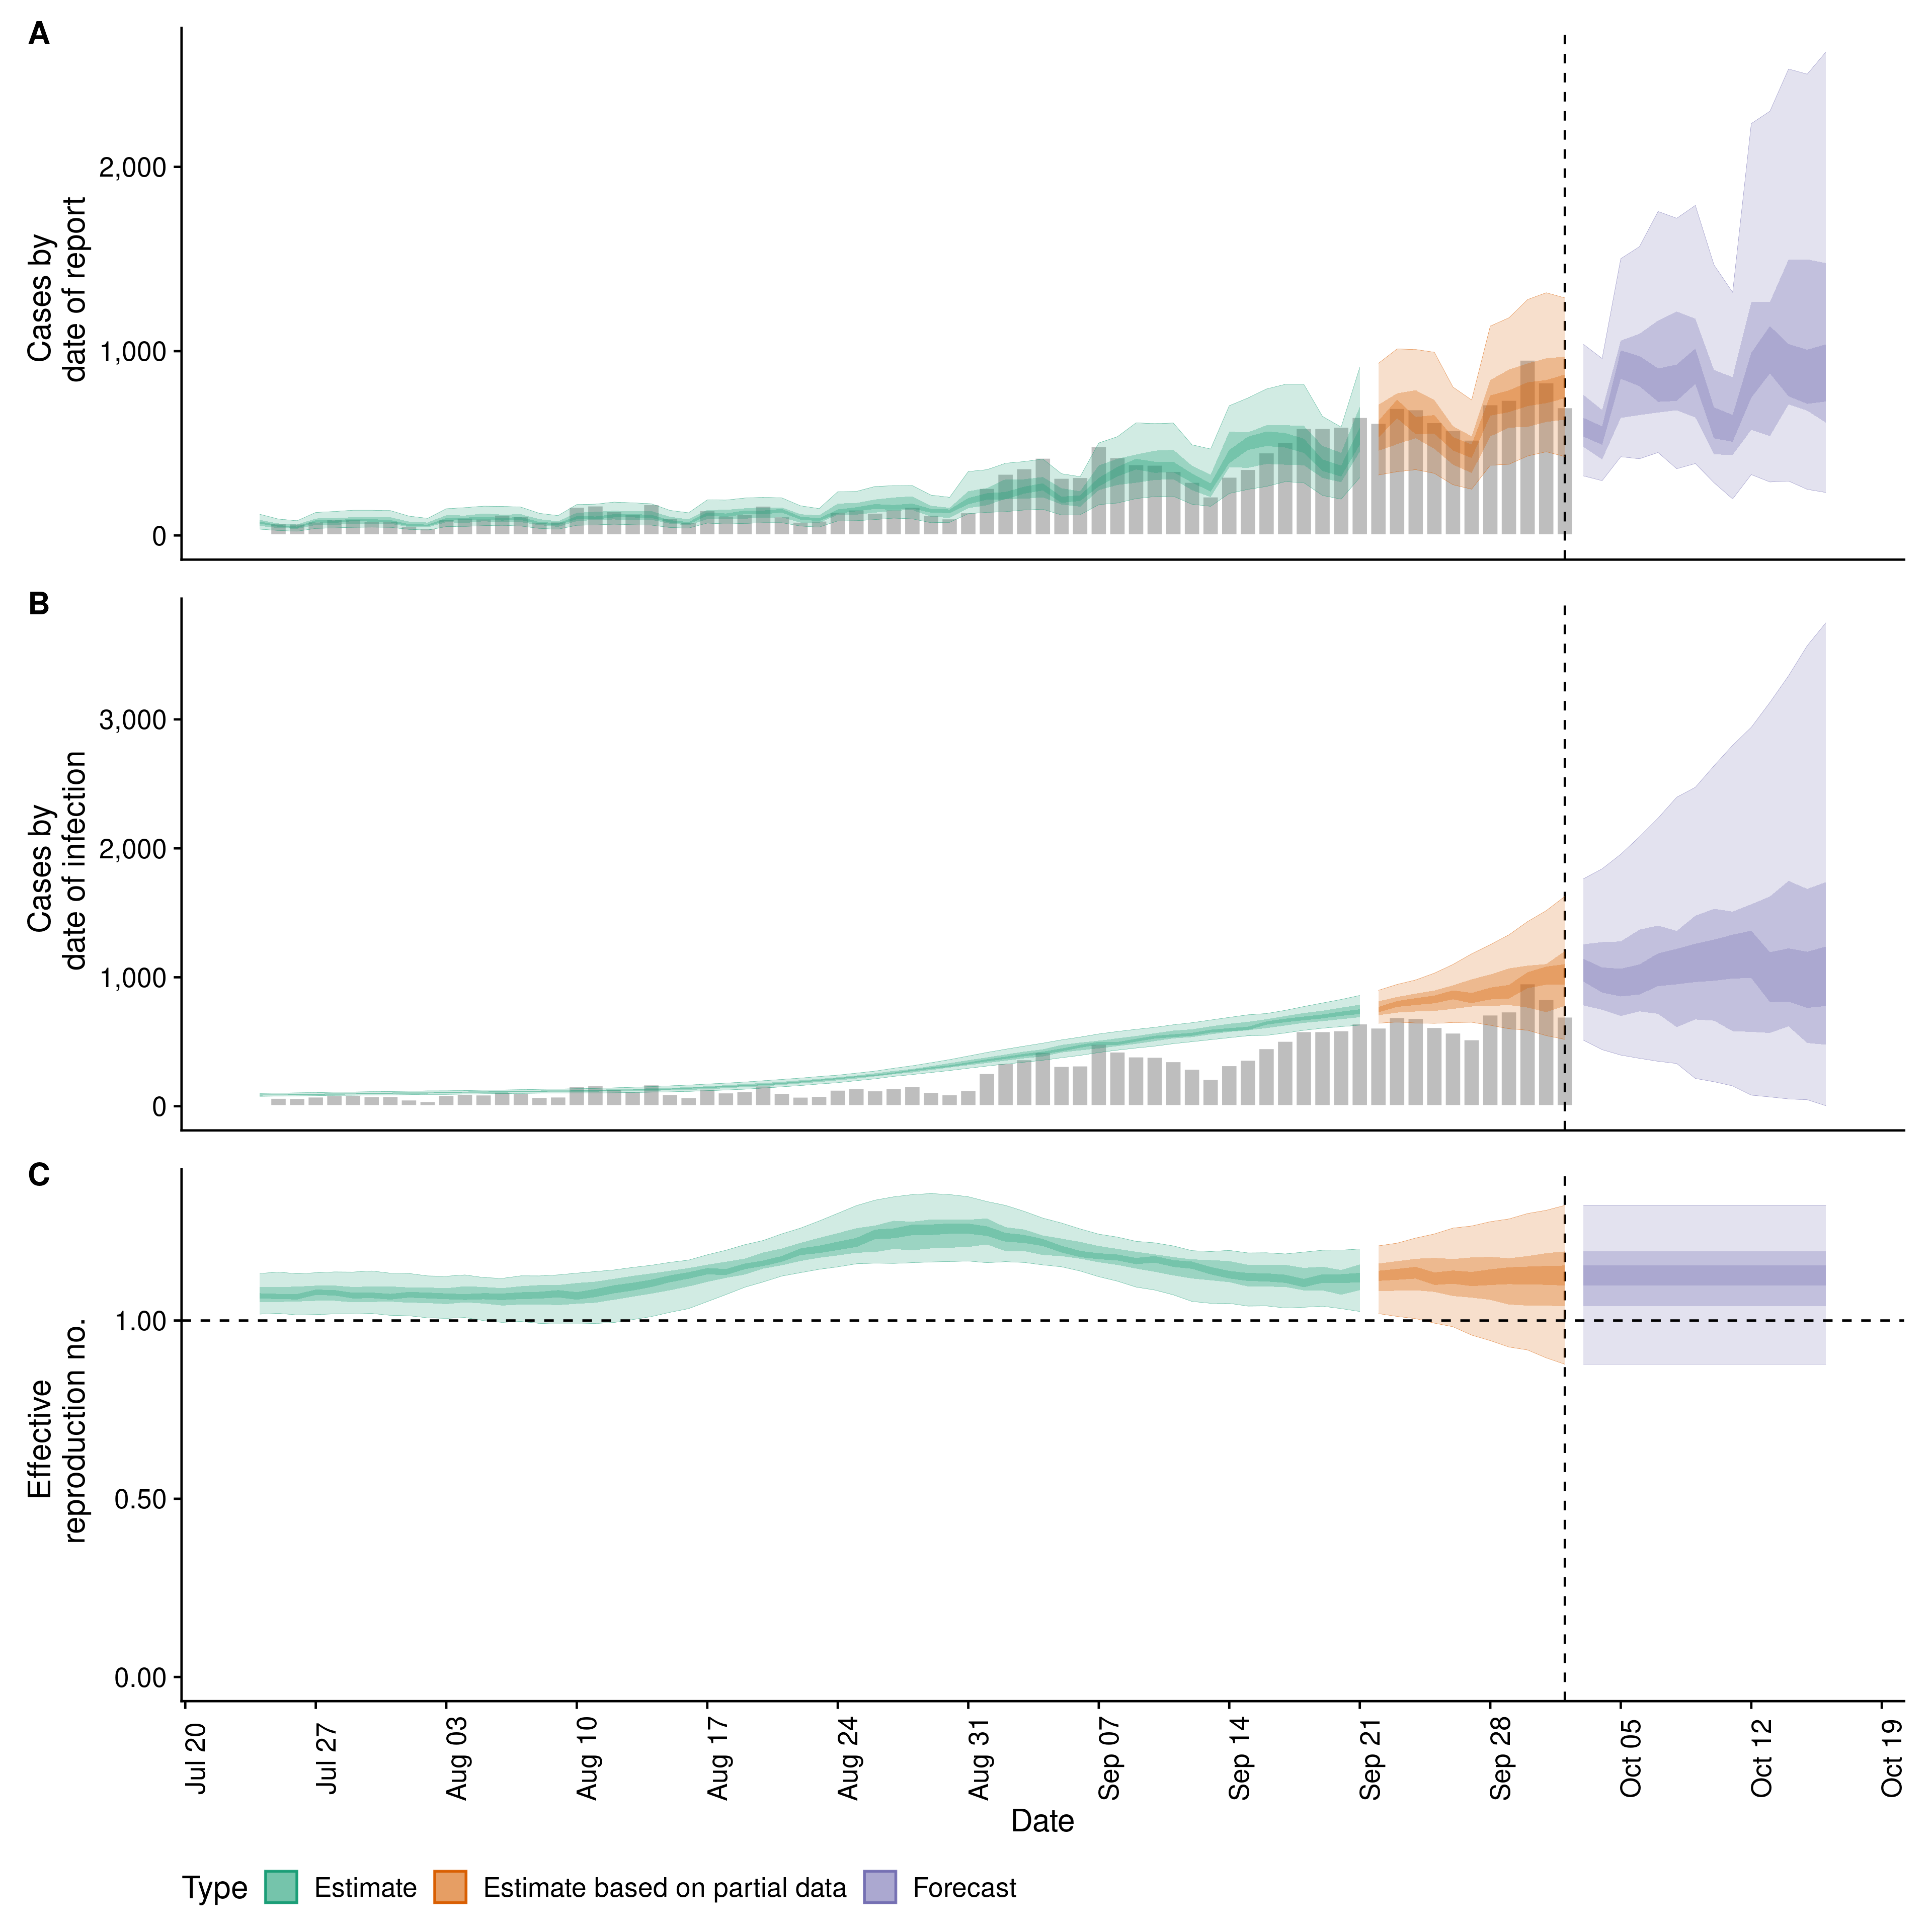 A
Cases by
date of report
2,000
1,000
0
B
Cases by
date of infection
3,000
2,000
1,000
0
C
Effective
reproduction no.
1.00
0.50
0.00
Jul 20
Jul 27
Aug 03
Aug 10
Aug 17
Aug 24
Aug 31
Sep 07
Sep 14
Sep 21
Sep 28
Oct 05
Oct 12
Oct 19
Date
Type Estimate Estimate based on partial data Forecast